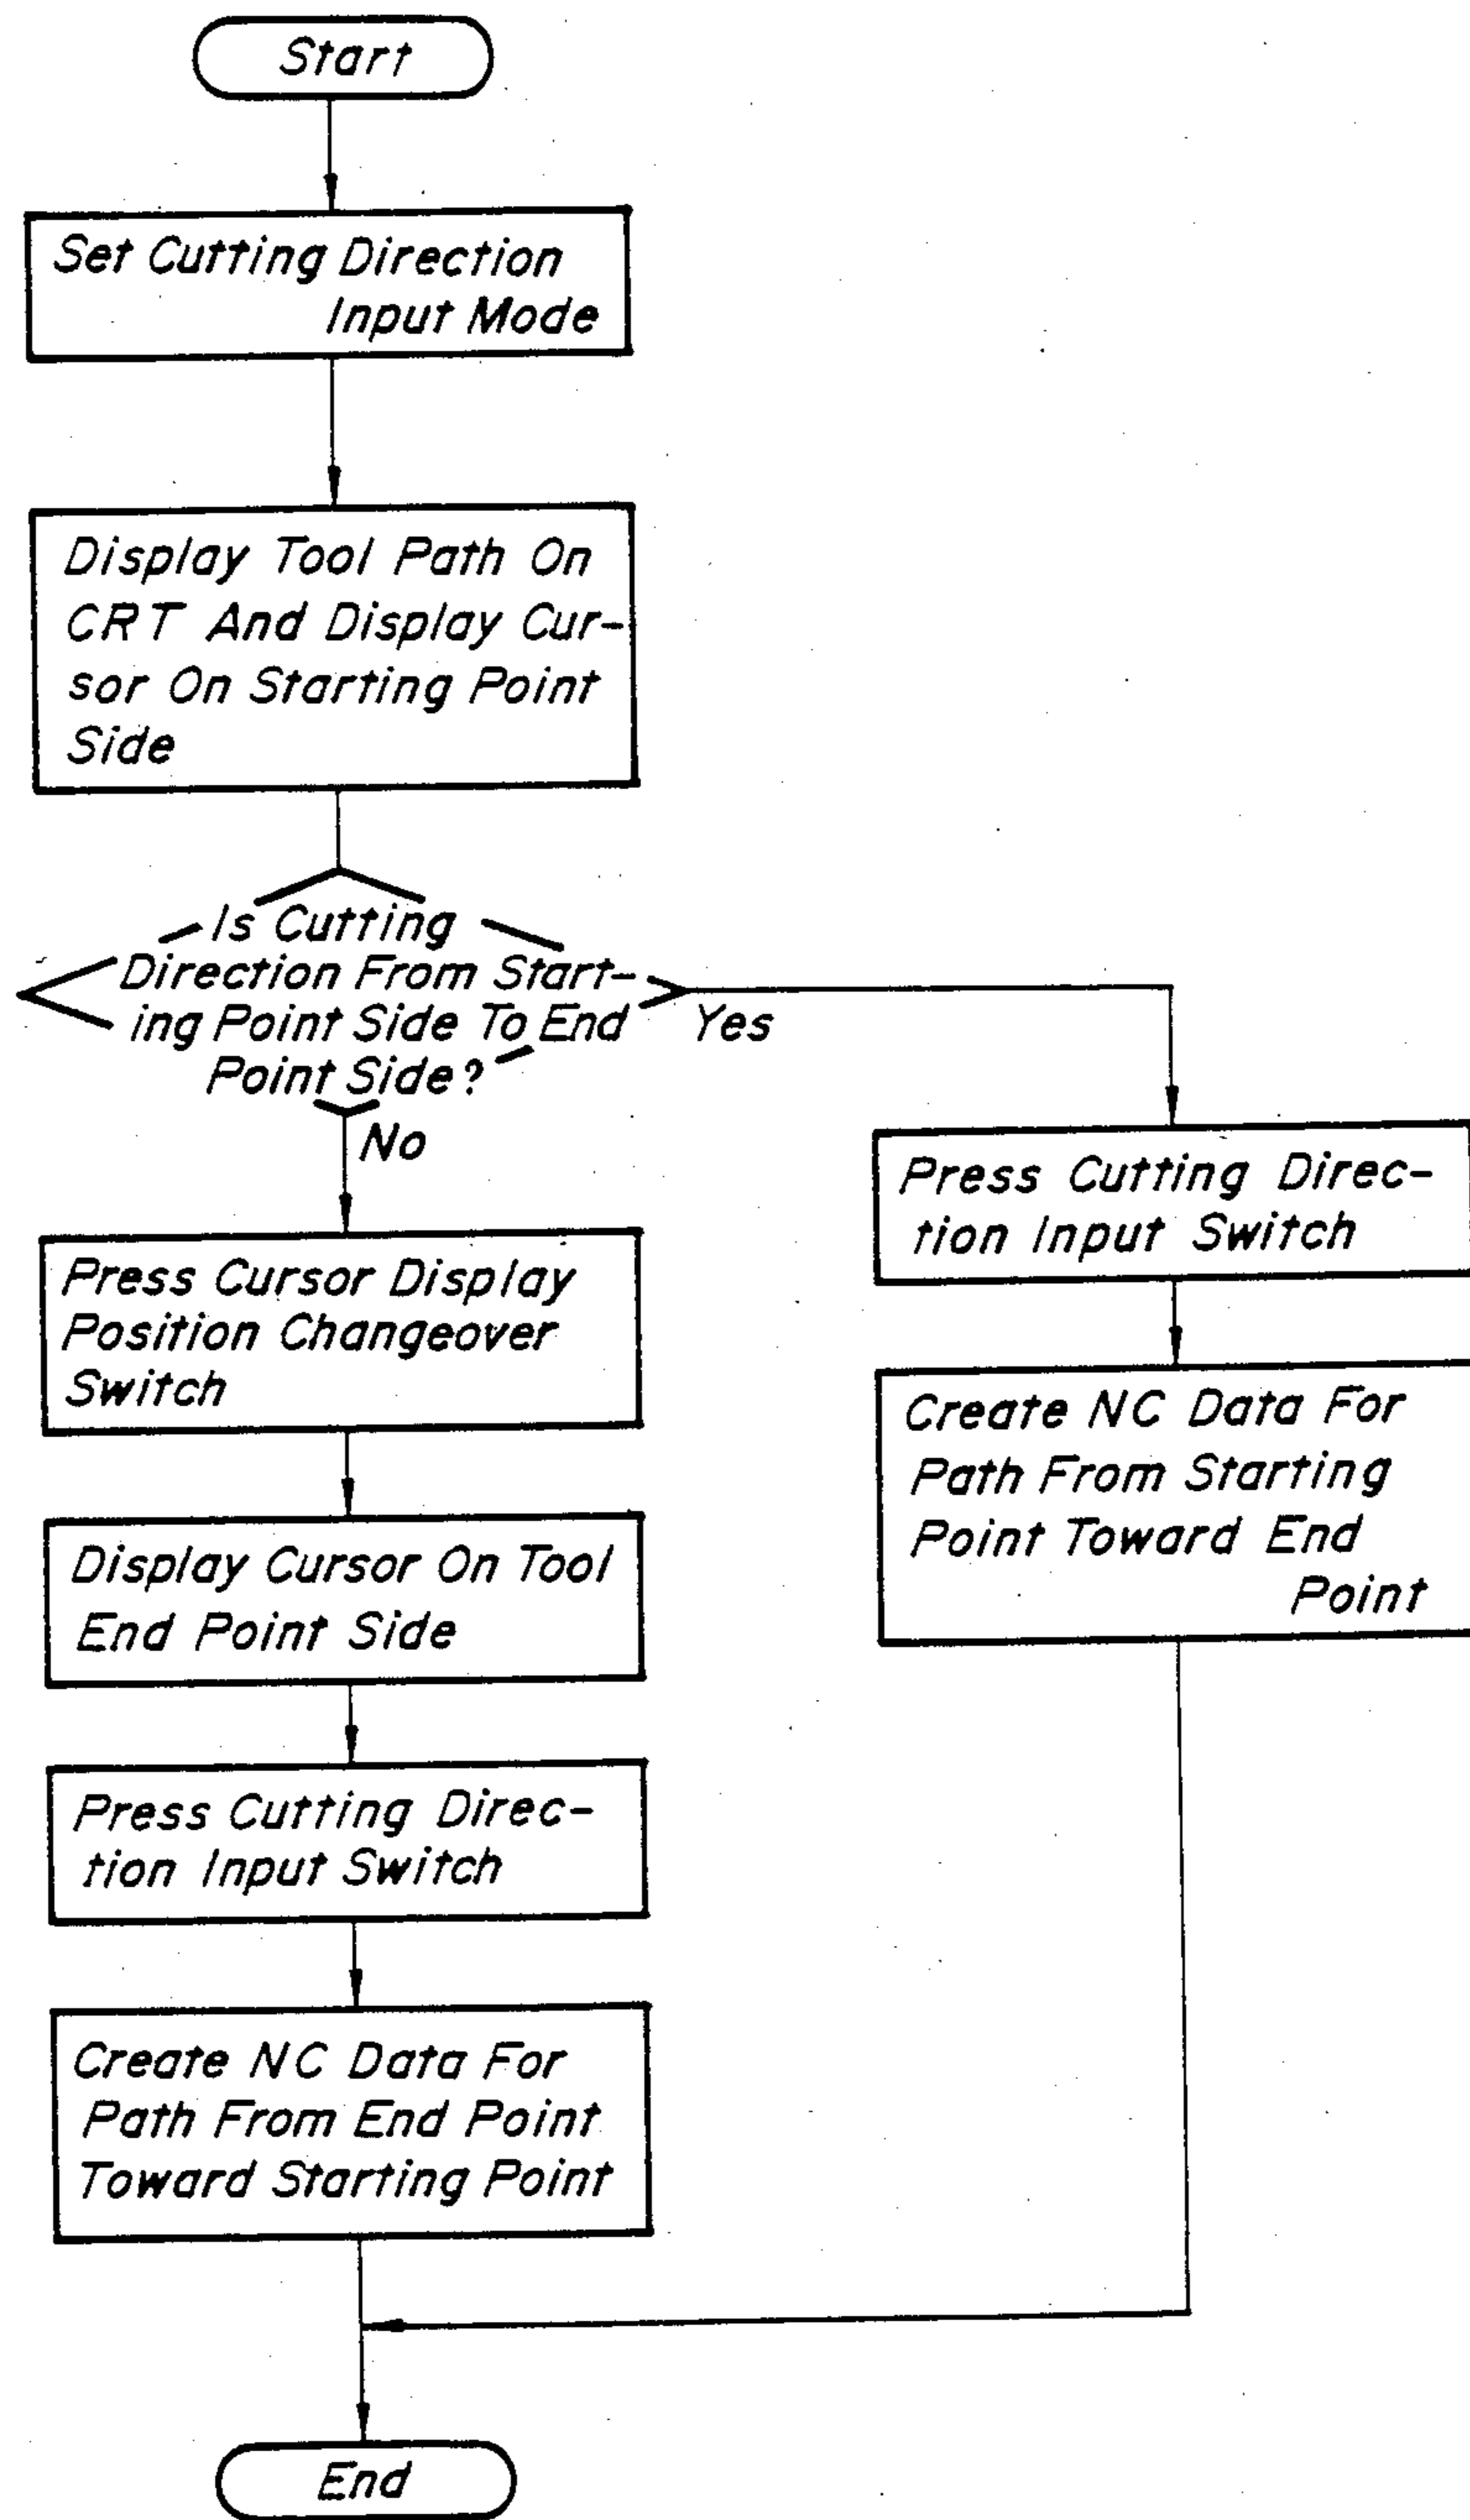 Start
Set Cutting Direction
Input Mode
Display Tool Path On
CRT And Display Cur-
sor On Starting Point
Side
Is Cutting
Direction From Start-
ing Point Side To End
Point Side?
Yes
No
Press Cutting Direc-
tion Input Switch
Create NC Data For
Path From Starting
Point Toward End
Point
Press Cursor Display
Position Changeover
Switch
Display Cursor On Tool
End Point Side
Press Cutting Direc-
tion Input Switch
Create NC Data For
Path From End Point
Toward Starting Point
End